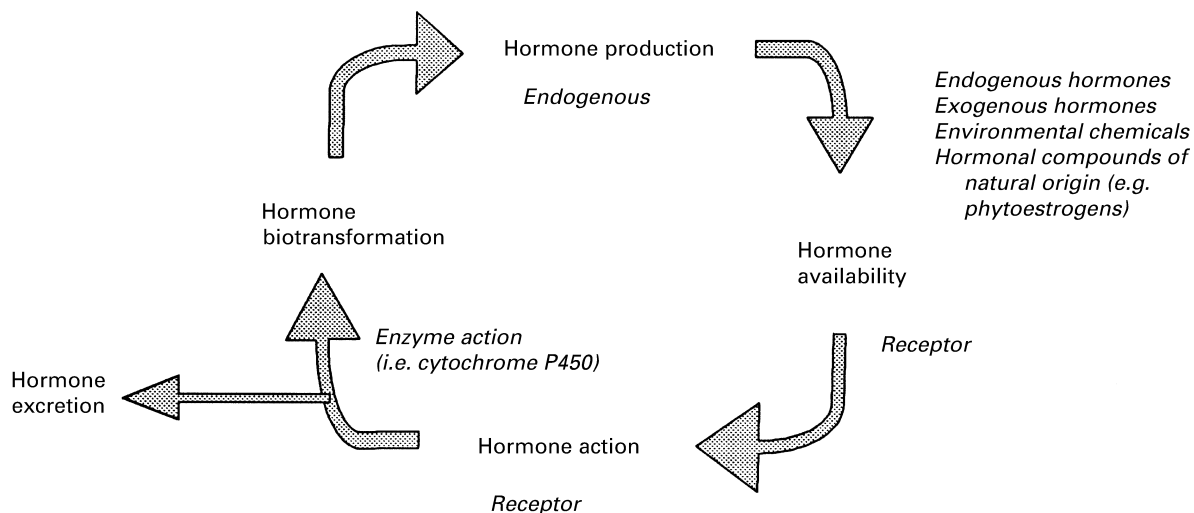 Hormone production
Endogenous
Endogenous hormones
Exogenous hormones
Environmental chemicals
Hormonal compounds of
natural origin (e.g.
phytoestrogens)
Hormone
availability
Receptor
Hormone action
Receptor
Enzyme action
(i.e. cytochrome P450)
Hormone
excretion
Hormone
biotransformation